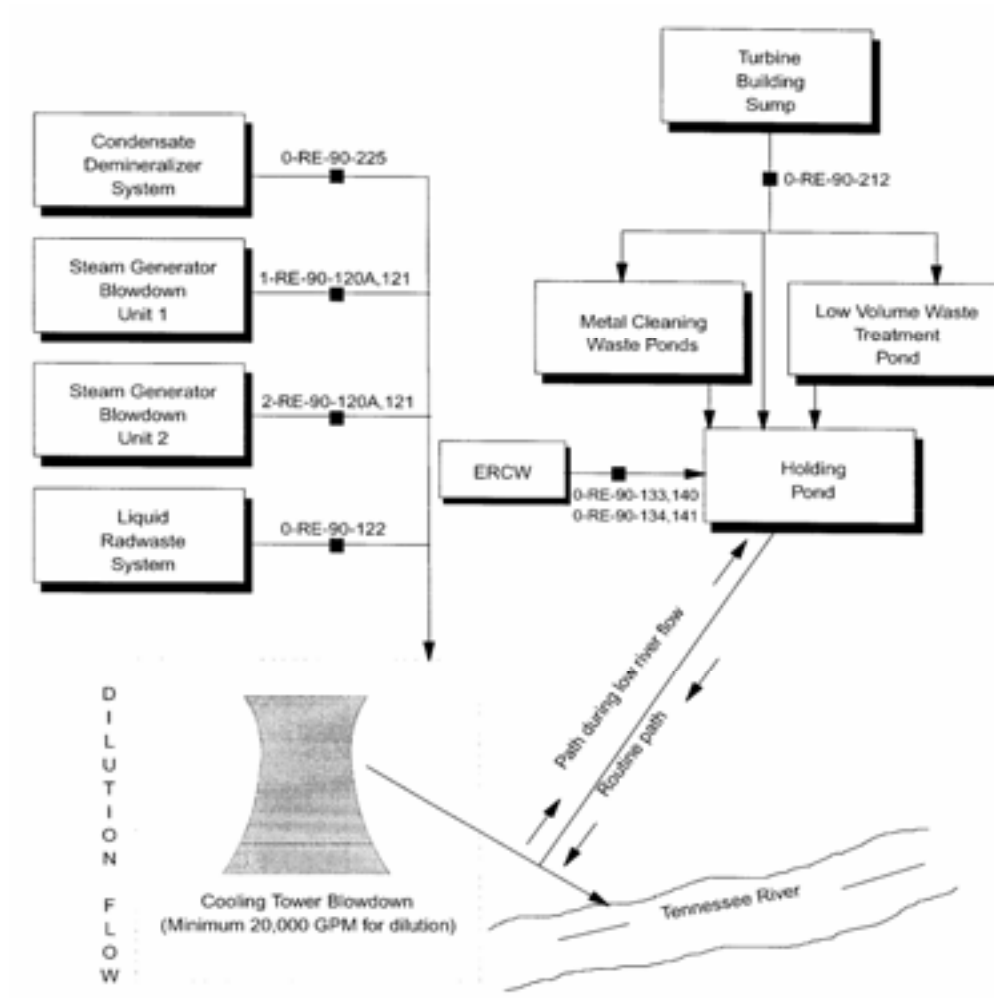 Turbine
Building
Sump
0-RE-90-212
Condensate
Demineralizer
System
0-RE-90-225
Steam Generator
Blowdown
Unit 1
1-RE-90-120A,121
Steam Generator
Blowdown
Unit 2
2-RE-90-120A,121
Liquid
Radwaste
System
0-RE-90-122
Metal Cleaning
Waste Ponds
Low Volume Waste
Treatment
Pond
ERCW
0-RE-90-133,140
0-RE-90-134,141
Holding
Pond
Path during low river flow
Routine path
DILUTION FLOW
Cooling Tower Blowdown
(Minimum 20,000 GPM for dilution)
Tennessee River